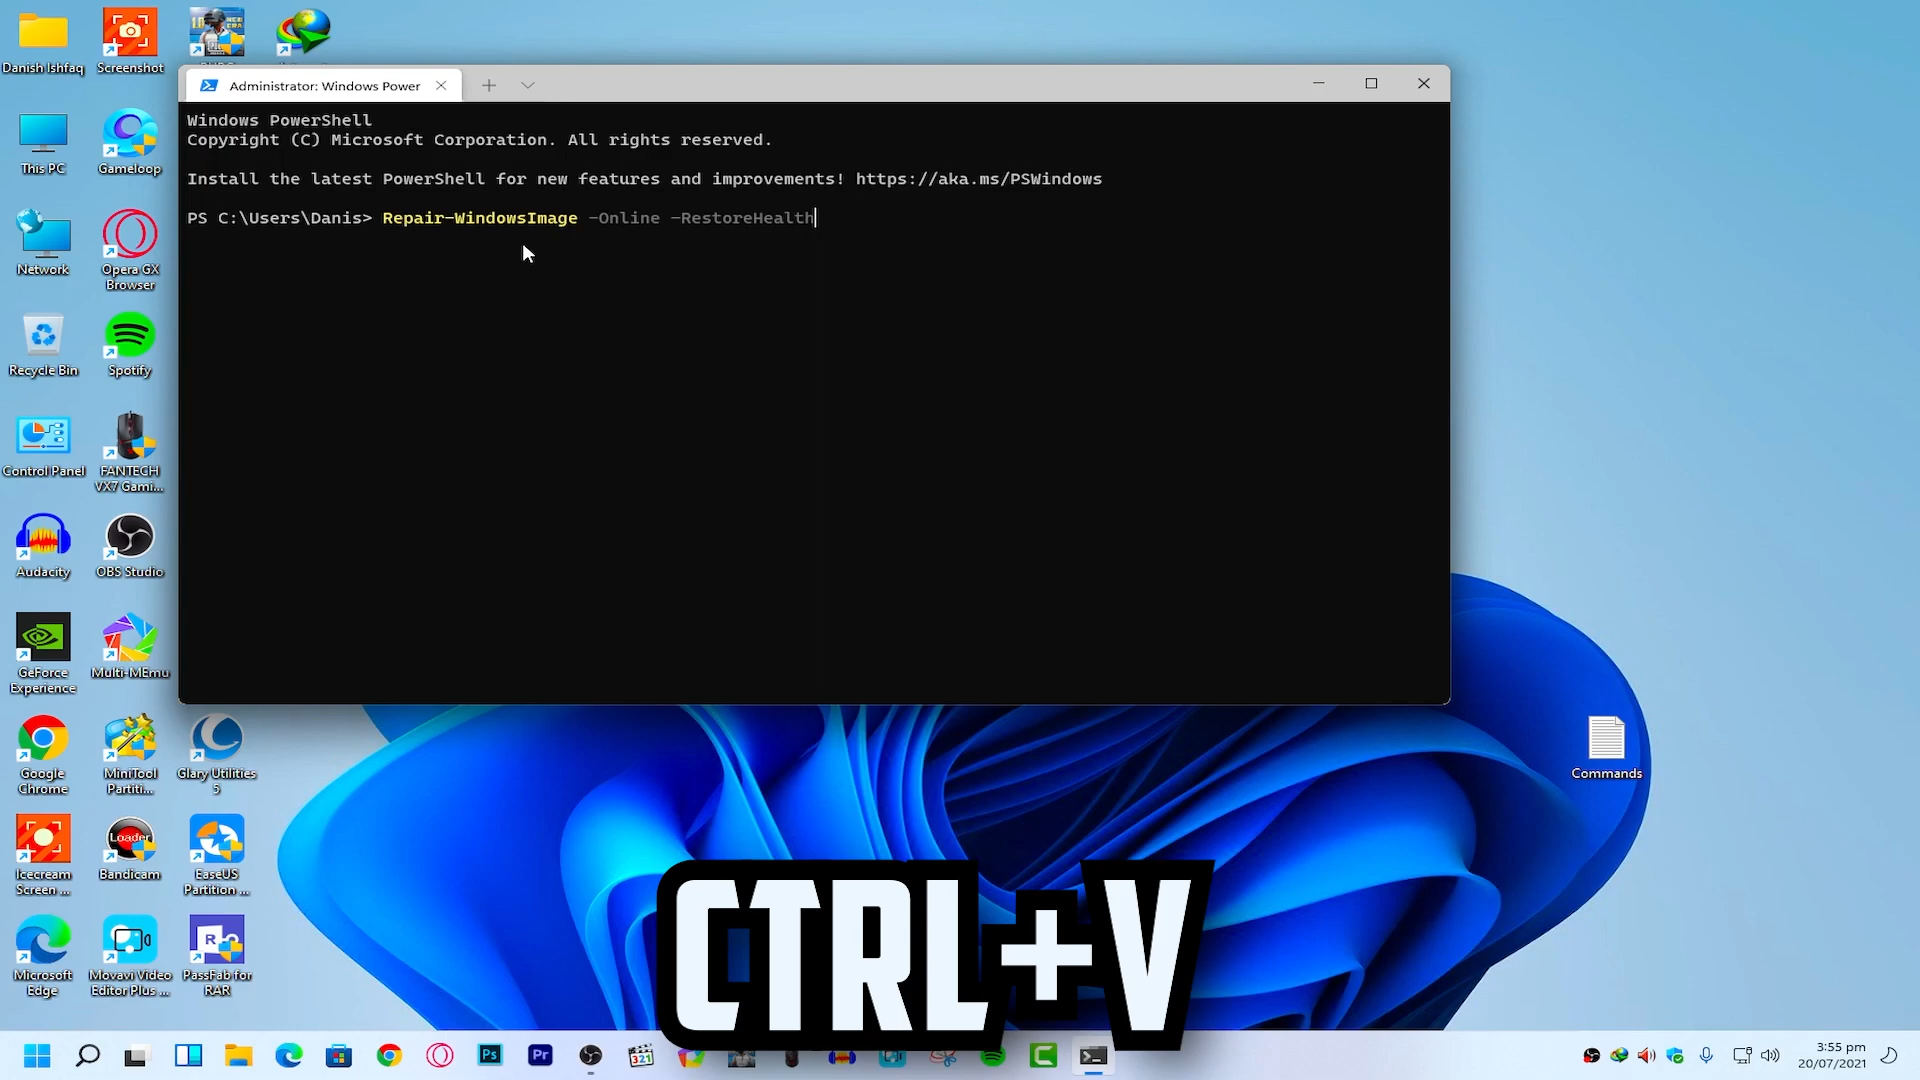 Danish Ishfaq
Screenshot
Administrator: Windows Power
Windows PowerShell
Copyright (C) Microsoft Corporation. All rights reserved.
Install the latest PowerShell for new features and improvements! https://aka.ms/PSWindows
PS C:\Users\Danis> Repair-WindowsImage -Online -RestoreHealth
This PC
Gameloop
Network
Opera GX
Browser
Recycle Bin
Spotify
Control Panel
FANTECH
VX7 Gami...
Audacity
OBS Studio
GeForce
Experience
Multi-MEmu
Google
Chrome
MiniTool
Partiti...
Glary Utilities
5
Commands
Icecream
Screen ...
Loader
Bandicam
EaseUS
Partition ...
Microsoft
Edge
Movavi Video
Editor Plus ...
PassFab for
RAR
CTRL+V
Ps
Pr
321
3:55 pm
20/07/2021